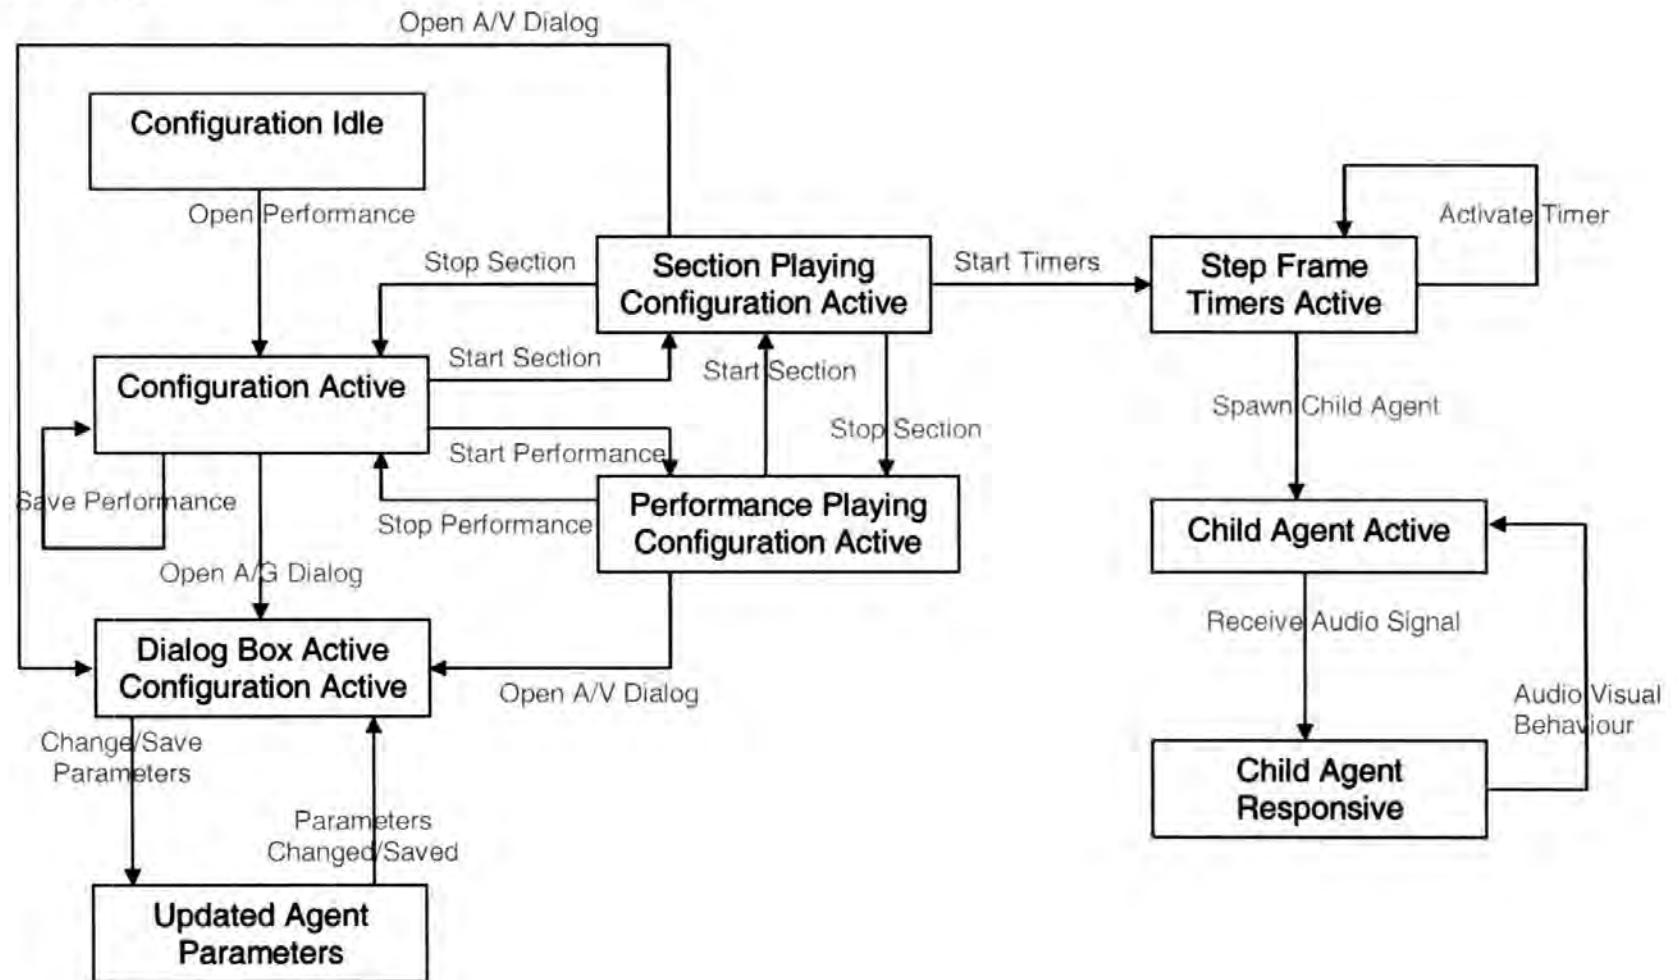 Open A/V Dialog
Configuration Idle
Open Performance
Activate Timer
Stop Section
Section Playing
Configuration Active
Start Timers
Step Frame
Timers Active
Configuration Active
Start Section
Start Section
Spawn Child Agent
Stop Section
Start Performance
Save Performance
Stop Performance
Performance Playing
Configuration Active
Child Agent Active
Open A/G Dialog
Receive Audio Signal
Dialog Box Active
Configuration Active
Open A/V Dialog
Audio Visual
Behaviour
Change/Save
Parameters
Child Agent
Responsive
Parameters
Changed/Saved
Updated Agent
Parameters